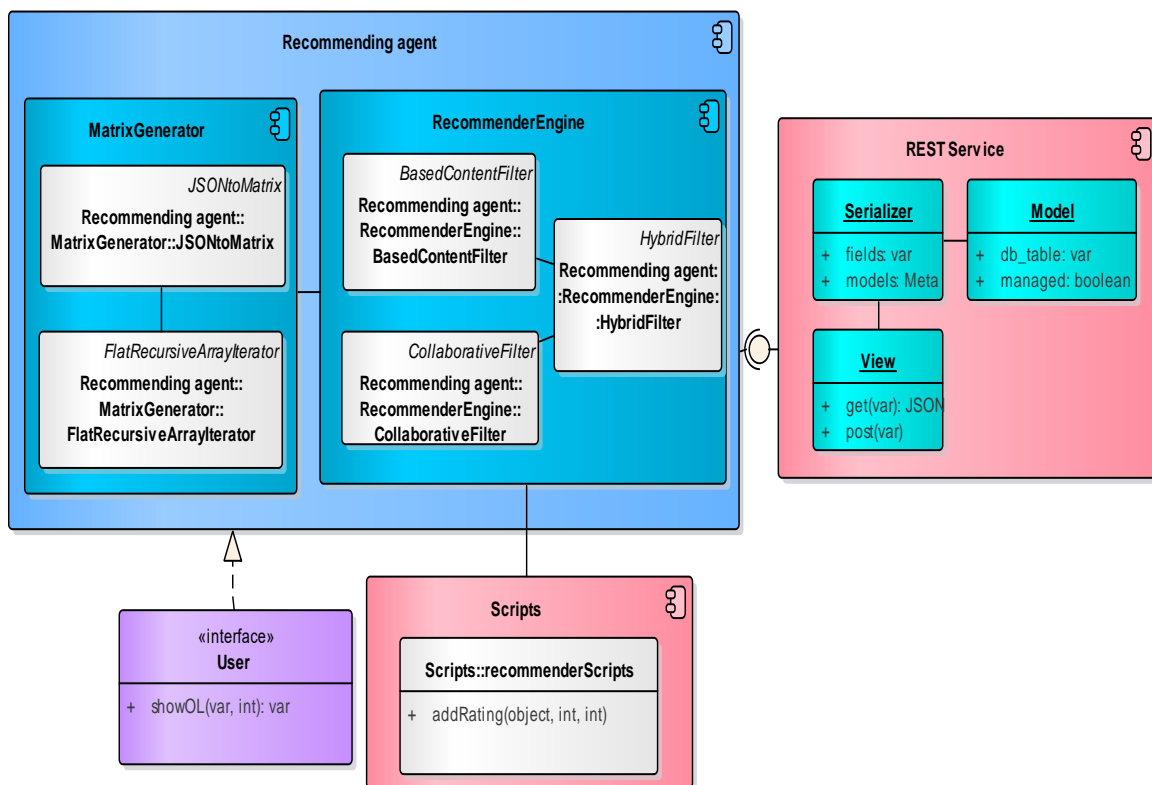 Recommending agent
MatrixGenerator
JSONtoMatrix
Recommending agent::
MatrixGenerator::JSONtoMatrix
FlatRecursiveArrayIterator
Recommending agent::
MatrixGenerator::
FlatRecursiveArrayIterator
RecommenderEngine
BasedContentFilter
Recommending agent::
RecommenderEngine::
BasedContentFilter
HybridFilter
Recommending agent:
:RecommenderEngine:
:HybridFilter
CollaborativeFilter
Recommending agent::
RecommenderEngine::
CollaborativeFilter
REST Service
Serializer
+ fields: var
+ models: Meta
Model
+ db_table: var
+ managed: boolean
View
+ get(var): JSON
+ post(var)
«interface»
User
+ showOL(var, int): var
Scripts
Scripts::recommenderScripts
+ addRating(object, int, int)